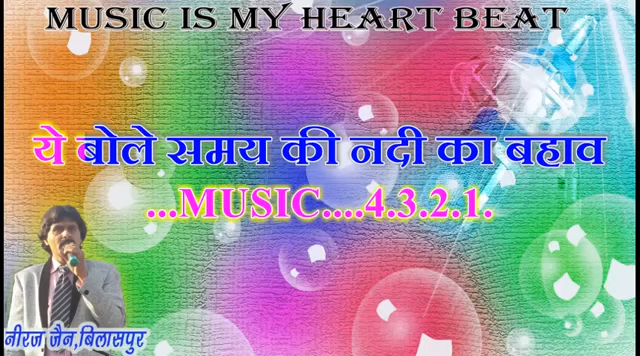 MUSIC IS MY HEART BEAT
ये बोले समय की नदी का बहाव
...MUSIC....4.3.2.1.
नीरज जैन,बिलासपुर